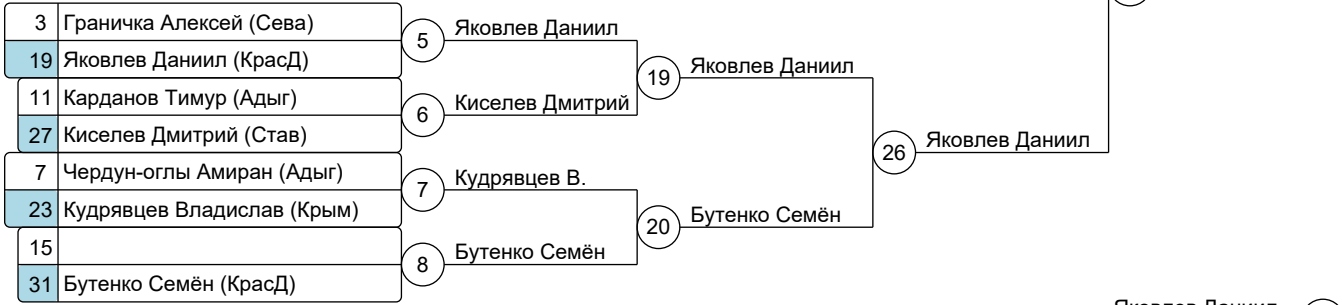 3 Граничка Алексей (Сева)
5 Яковлев Даниил
19 Яковлев Даниил (КрасД)
19 Яковлев Даниил
11 Карданов Тимур (Адыг)
6 Киселев Дмитрий
27 Киселев Дмитрий (Став)
26 Яковлев Даниил
7 Чердун-оглы Амиран (Адыг)
7 Кудрявцев В.
23 Кудрявцев Владислав (Крым)
20 Бутенко Семён
15
8 Бутенко Семён
31 Бутенко Семён (КрасД)